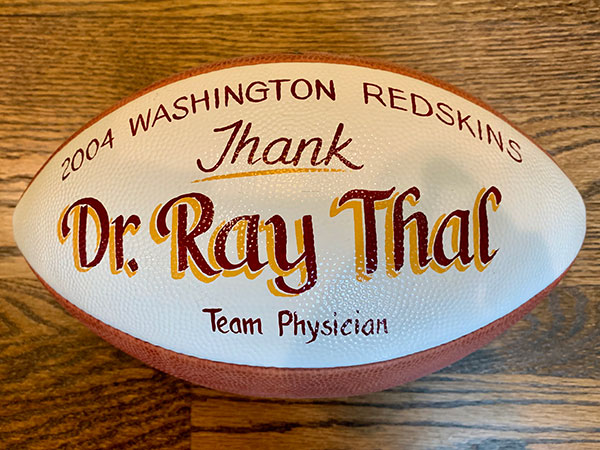 2004 WASHINGTON REDSKINS
Thank
Dr. Ray Thal
Team Physician